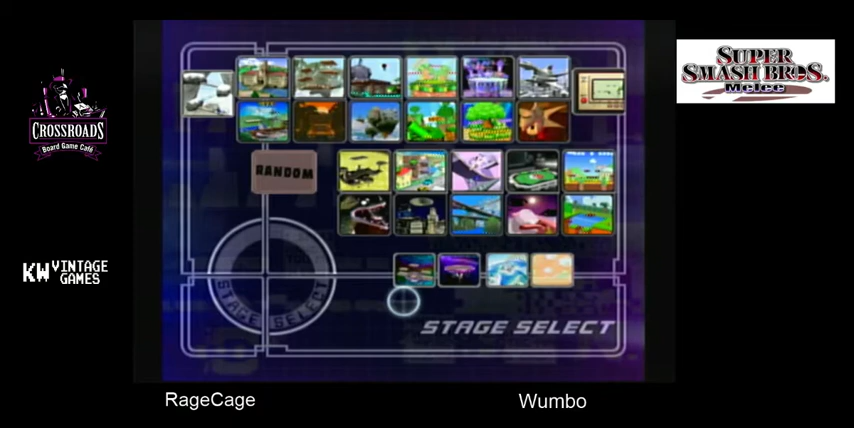 SUPER
SMASH BROS.
Melee
CROSSROADS
Board Game Café
RANDOM
KW VINTAGE
GAMES
STAGE SELECT
STAGE SELECT
RageCage
Wumbo